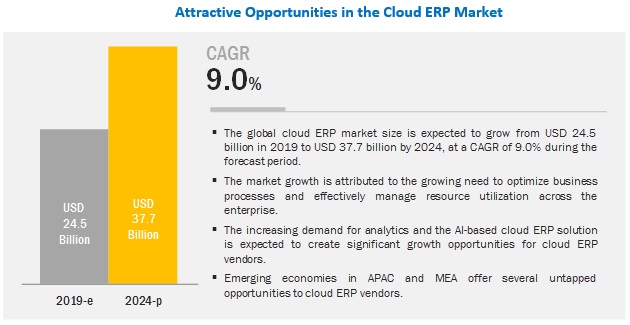 Attractive Opportunities in the Cloud ERP Market
CAGR
9.0%
USD
24.5
Billion
USD
37.7
Billion
2019-e
2024-p
▪ The global cloud ERP market size is expected to grow from USD 24.5
billion in 2019 to USD 37.7 billion by 2024, at a CAGR of 9.0% during the
forecast period.
▪ The market growth is attributed to the growing need to optimize business
processes and effectively manage resource utilization across the
enterprise.
▪ The increasing demand for analytics and the AI-based cloud ERP solution
is expected to create significant growth opportunities for cloud ERP
vendors.
▪ Emerging economies in APAC and MEA offer several untapped
opportunities to cloud ERP vendors.